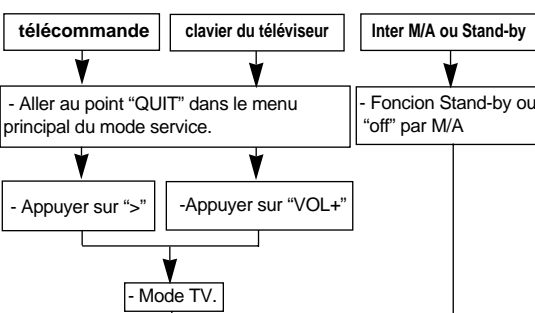 télécommande
clavier du téléviseur
Inter M/A ou Stand-by
- Aller au point “QUIT” dans le menu
principal du mode service.
- Foncion Stand-by ou
“off” par M/A
- Appuyer sur “>”
-Appuyer sur “VOL+”
- Mode TV.